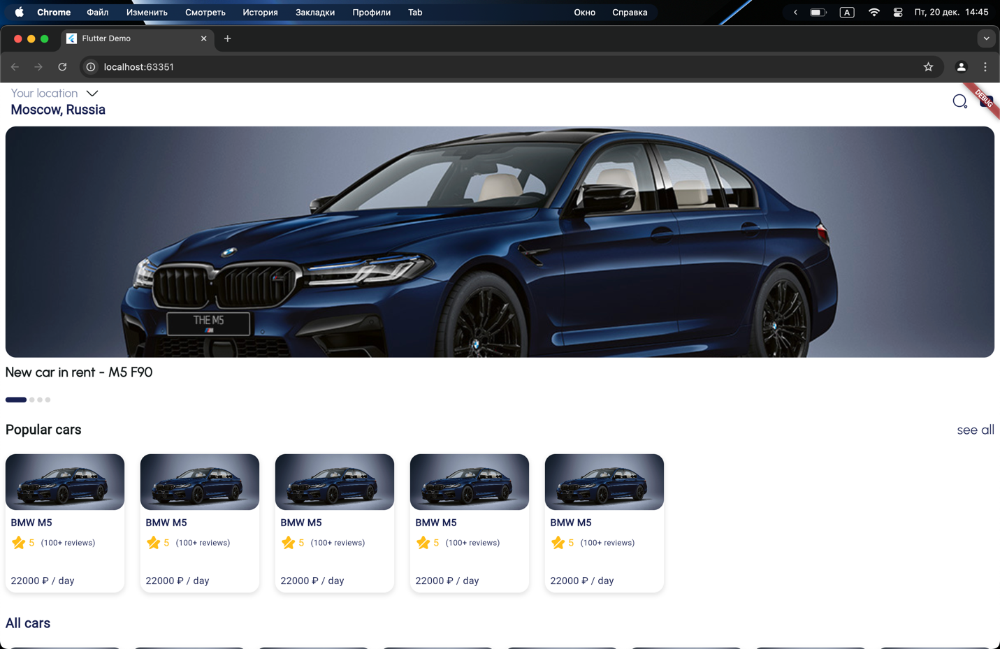 Chrome Файл Изменить Смотреть История Закладки Профили Tab Окно Справка A Пт, 20 дек. 14:45
Flutter Demo
localhost:63351
Your location
Moscow, Russia
DEBUG
THE M5
New car in rent - M5 F90
Popular cars see all
BMW M5 BMW M5 BMW M5 BMW M5 BMW M5
5 (100+ reviews) 5 (100+ reviews) 5 (100+ reviews) 5 (100+ reviews) 5 (100+ reviews)
22000 ₽ / day 22000 ₽ / day 22000 ₽ / day 22000 ₽ / day 22000 ₽ / day
All cars